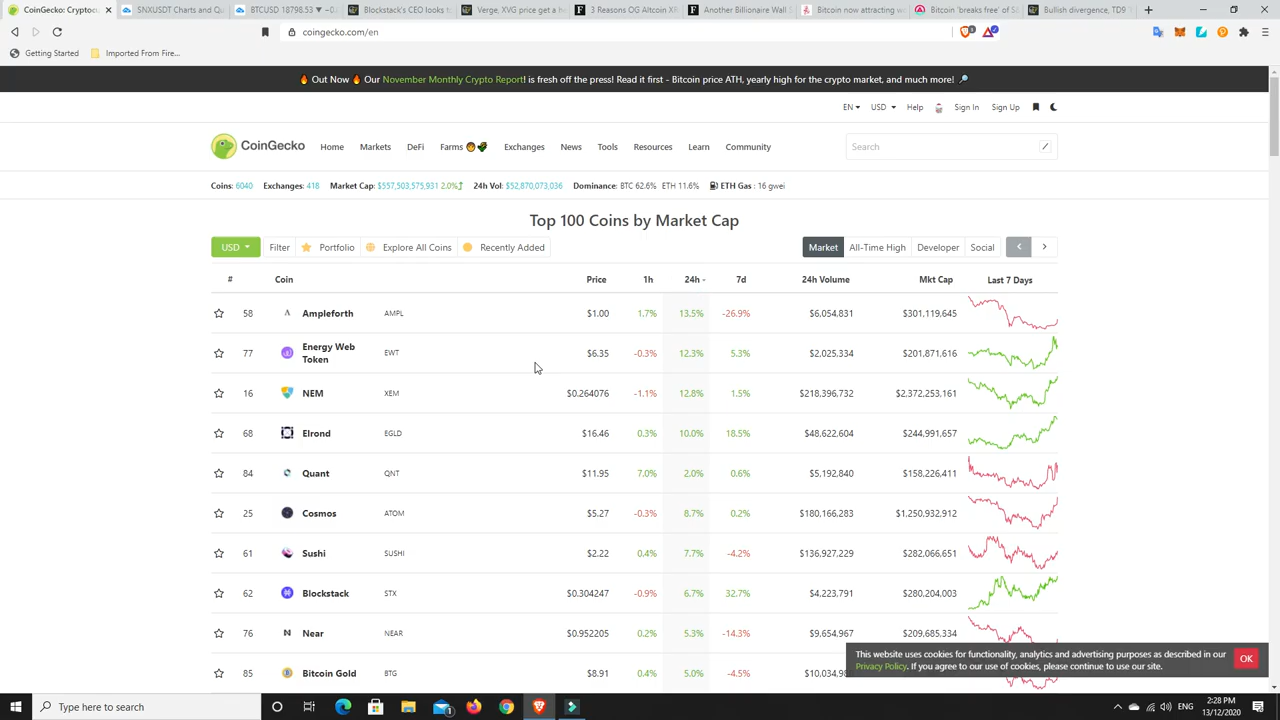 CoinGecko: Cryptocu
SNXUSDT Charts and Qu
BTCUSD 18798.53 ▼ −0.
Blockstack's CEO looks to
Verge, XVG price get a he
3 Reasons OG Altcoin XR
Another Billionaire Wall S
Bitcoin now attracting we
Bitcoin 'breaks free' of S&
Bullish divergence, TD9 '
coingecko.com/en
Getting Started
Imported From Fire...
🔥 Out Now 🔥 Our November Monthly Crypto Report! is fresh off the press! Read it first - Bitcoin price ATH, yearly high for the crypto market, and much more! 🔎
EN USD Help Sign In Sign Up
CoinGecko Home Markets DeFi Farms Exchanges News Tools Resources Learn Community Search /
Coins: 6040 Exchanges: 418 Market Cap: $557,503,575,931 2.0% 24h Vol: $52,870,073,036 Dominance: BTC 62.6% ETH 11.6% ETH Gas : 16 gwei
Top 100 Coins by Market Cap
USD Filter Portfolio Explore All Coins Recently Added Market All-Time High Developer Social
# Coin Price 1h 24h 7d 24h Volume Mkt Cap Last 7 Days
58 Ampleforth AMPL $1.00 1.7% 13.5% -26.9% $6,054,831 $301,119,645
77 Energy Web Token EWT $6.35 -0.3% 12.3% 5.3% $2,025,334 $201,871,616
16 NEM XEM $0.264076 -1.1% 12.8% 1.5% $218,396,732 $2,372,253,161
68 Elrond EGLD $16.46 0.3% 10.0% 18.5% $48,622,604 $244,991,657
84 Quant QNT $11.95 7.0% 2.0% 0.6% $5,192,840 $158,226,411
25 Cosmos ATOM $5.27 -0.3% 8.7% 0.2% $180,166,283 $1,250,932,912
61 Sushi SUSHI $2.22 0.4% 7.7% -4.2% $136,927,229 $282,066,651
62 Blockstack STX $0.304247 -0.9% 6.7% 32.7% $4,223,791 $280,204,003
76 Near NEAR $0.952205 0.2% 5.3% -14.3% $9,654,967 $209,685,334
85 Bitcoin Gold BTG $8.91 0.4% 5.0% -4.5% $10,034,9
This website uses cookies for functionality, analytics and advertising purposes as described in our
Privacy Policy. If you agree to our use of cookies, please continue to use our site.
OK
Type here to search
ENG
2:28 PM
13/12/2020